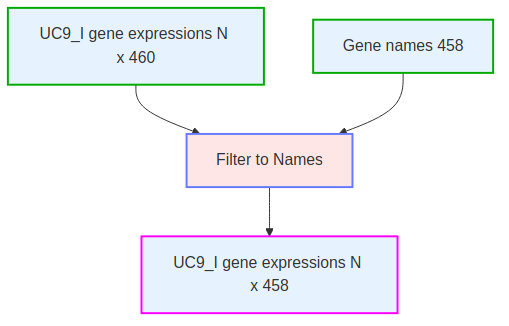 UC9_I gene expressions N
x 460
Gene names 458
Filter to Names
UC9_I gene expressions N
x 458